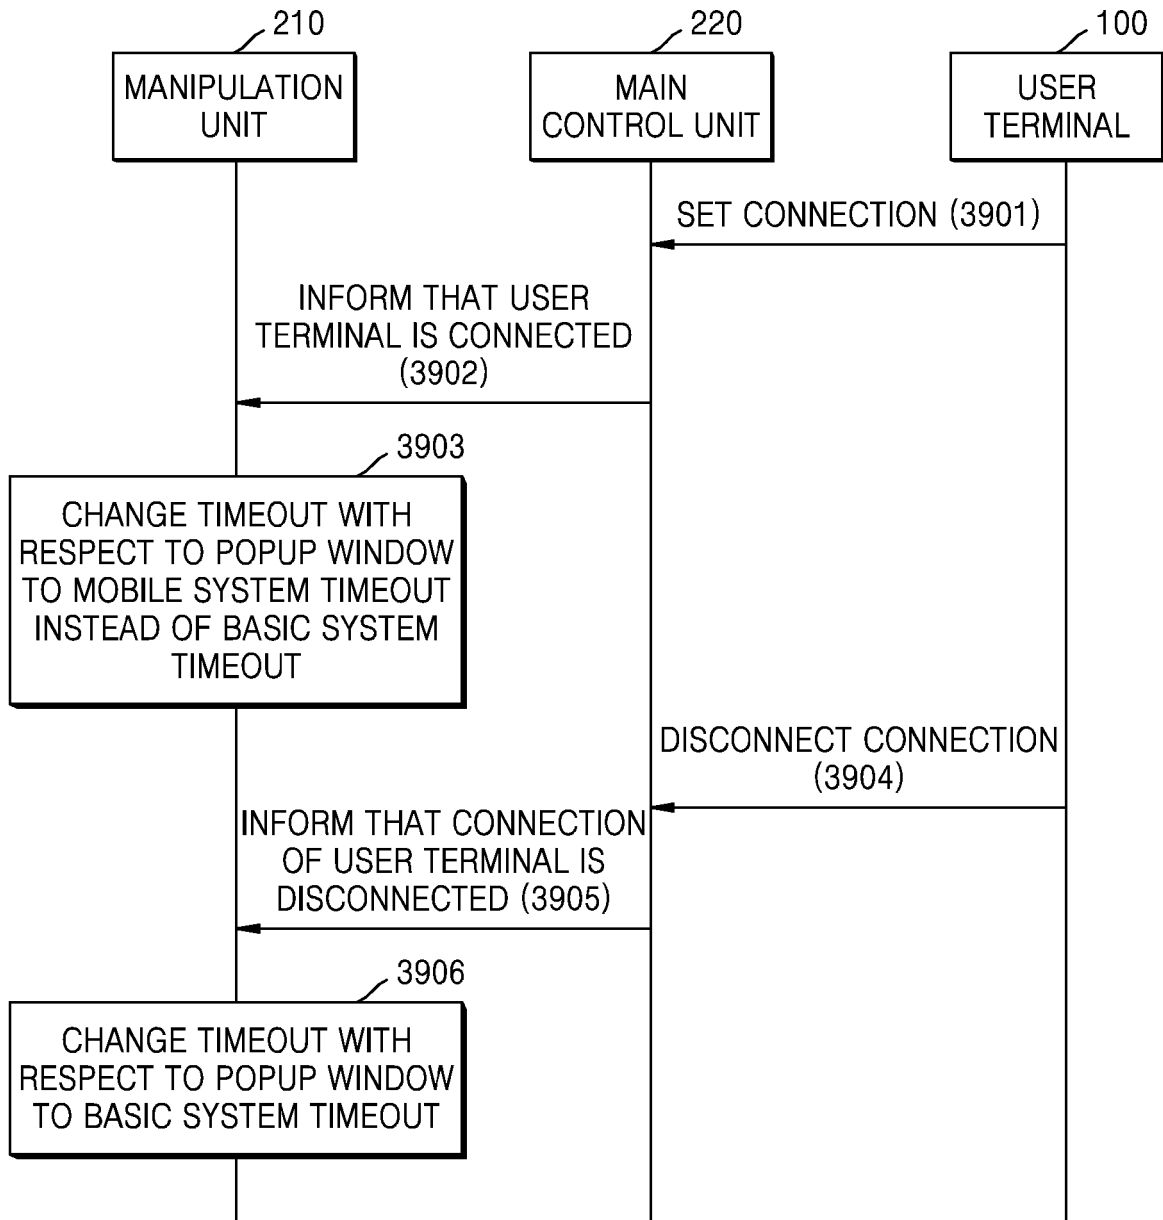 210
220
100
MANIPULATION
UNIT
MAIN
CONTROL UNIT
USER
TERMINAL
SET CONNECTION (3901)
INFORM THAT USER
TERMINAL IS CONNECTED
(3902)
3903
CHANGE TIMEOUT WITH
RESPECT TO POPUP WINDOW
TO MOBILE SYSTEM TIMEOUT
INSTEAD OF BASIC SYSTEM
TIMEOUT
DISCONNECT CONNECTION
(3904)
INFORM THAT CONNECTION
OF USER TERMINAL IS
DISCONNECTED (3905)
3906
CHANGE TIMEOUT WITH
RESPECT TO POPUP WINDOW
TO BASIC SYSTEM TIMEOUT